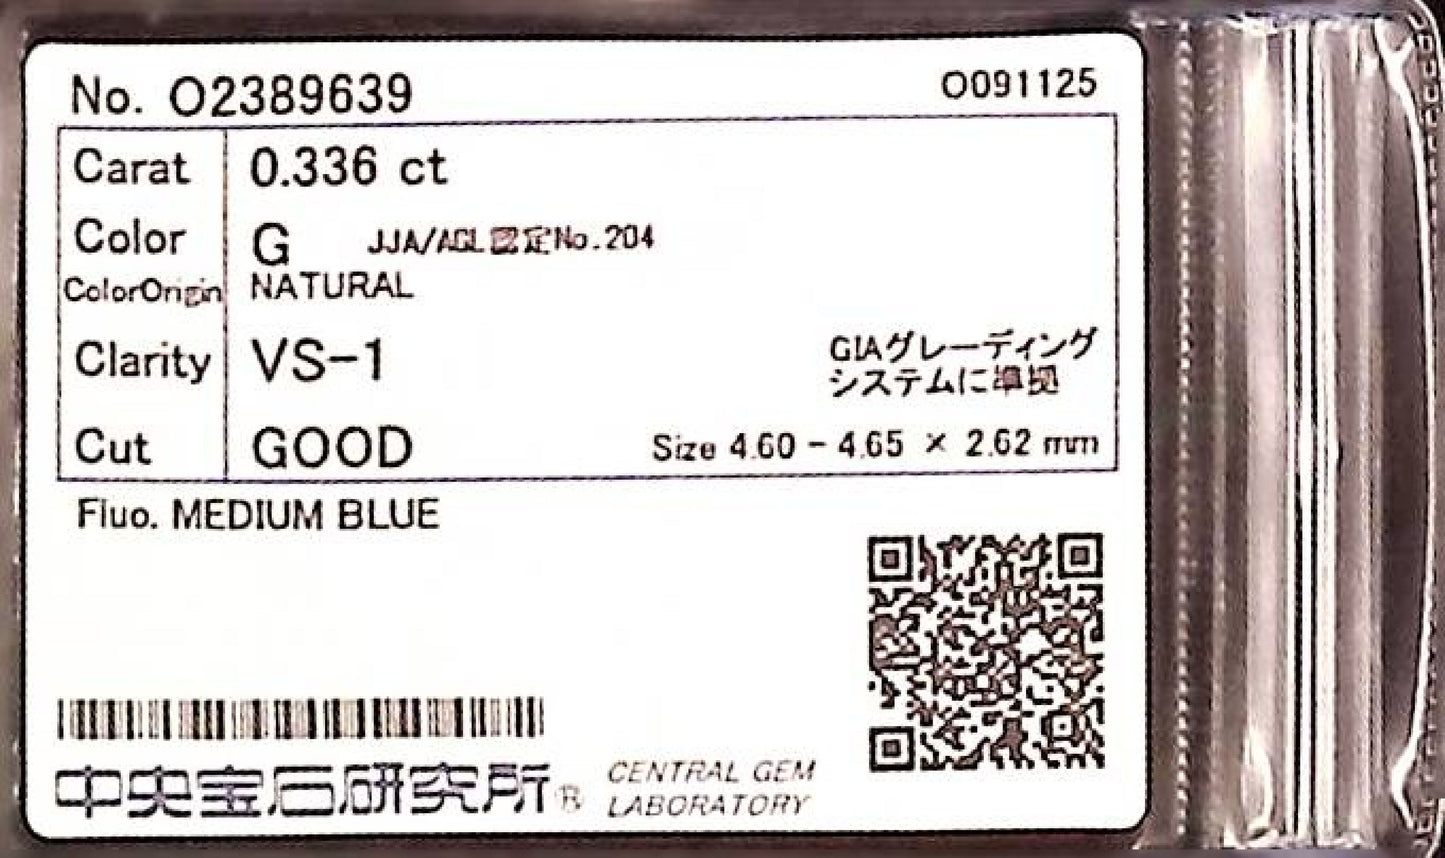 No. O2389639
O091125
Carat 0.336 ct
Color G JJA/AGL認定No.204
ColorOrigin NATURAL
Clarity VS-1
GIAグレーディング
システムに準拠
Cut GOOD
Size 4.60 - 4.65 × 2.62 mm
Fluo. MEDIUM BLUE
中央宝石研究所®
CENTRAL GEM
LABORATORY